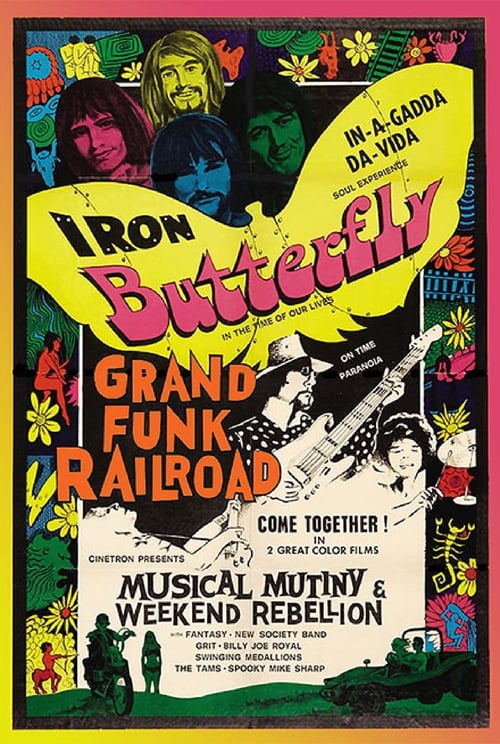 IN-A-GADDA
DA-VIDA
SOUL EXPERIENCE
IRON
Butterfly
IN THE TIME OF OUR LIVES
GRAND
FUNK
RAILROAD
ON TIME
PARANOIA
COME TOGETHER!
IN
2 GREAT COLOR FILMS
CINETRON PRESENTS
MUSICAL MUTINY &
WEEKEND REBELLION
WITH FANTASY • NEW SOCIETY BAND
GRIT • BILLY JOE ROYAL
SWINGING MEDALLIONS
THE TAMS • SPOOKY MIKE SHARP